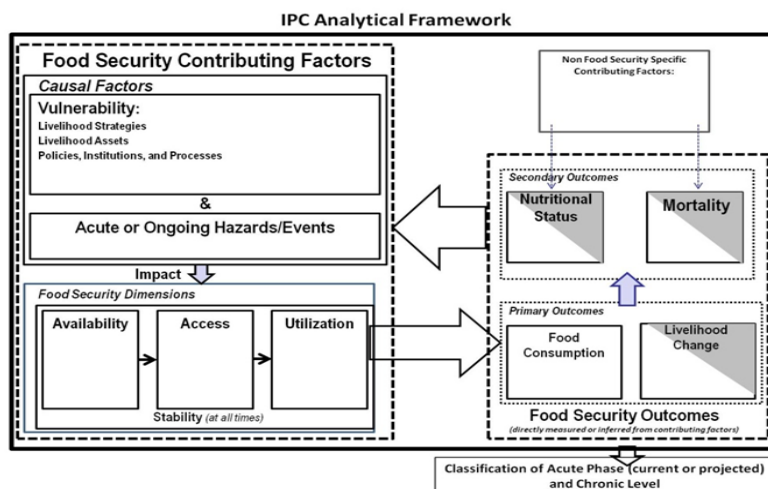 IPC Analytical Framework
Food Security Contributing Factors
Causal Factors
Vulnerability:
Livelihood Strategies
Livelihood Assets
Policies, Institutions, and Processes
&
Acute or Ongoing Hazards/Events
Impact
Food Security Dimensions
Availability
Access
Utilization
Stability (at all times)
Non Food Security Specific
Contributing Factors:
Secondary Outcomes
Nutritional
Status
Mortality
Primary Outcomes
Food
Consumption
Livelihood
Change
Food Security Outcomes
(directly measured or inferred from contributing factors)
Classification of Acute Phase (current or projected)
and Chronic Level